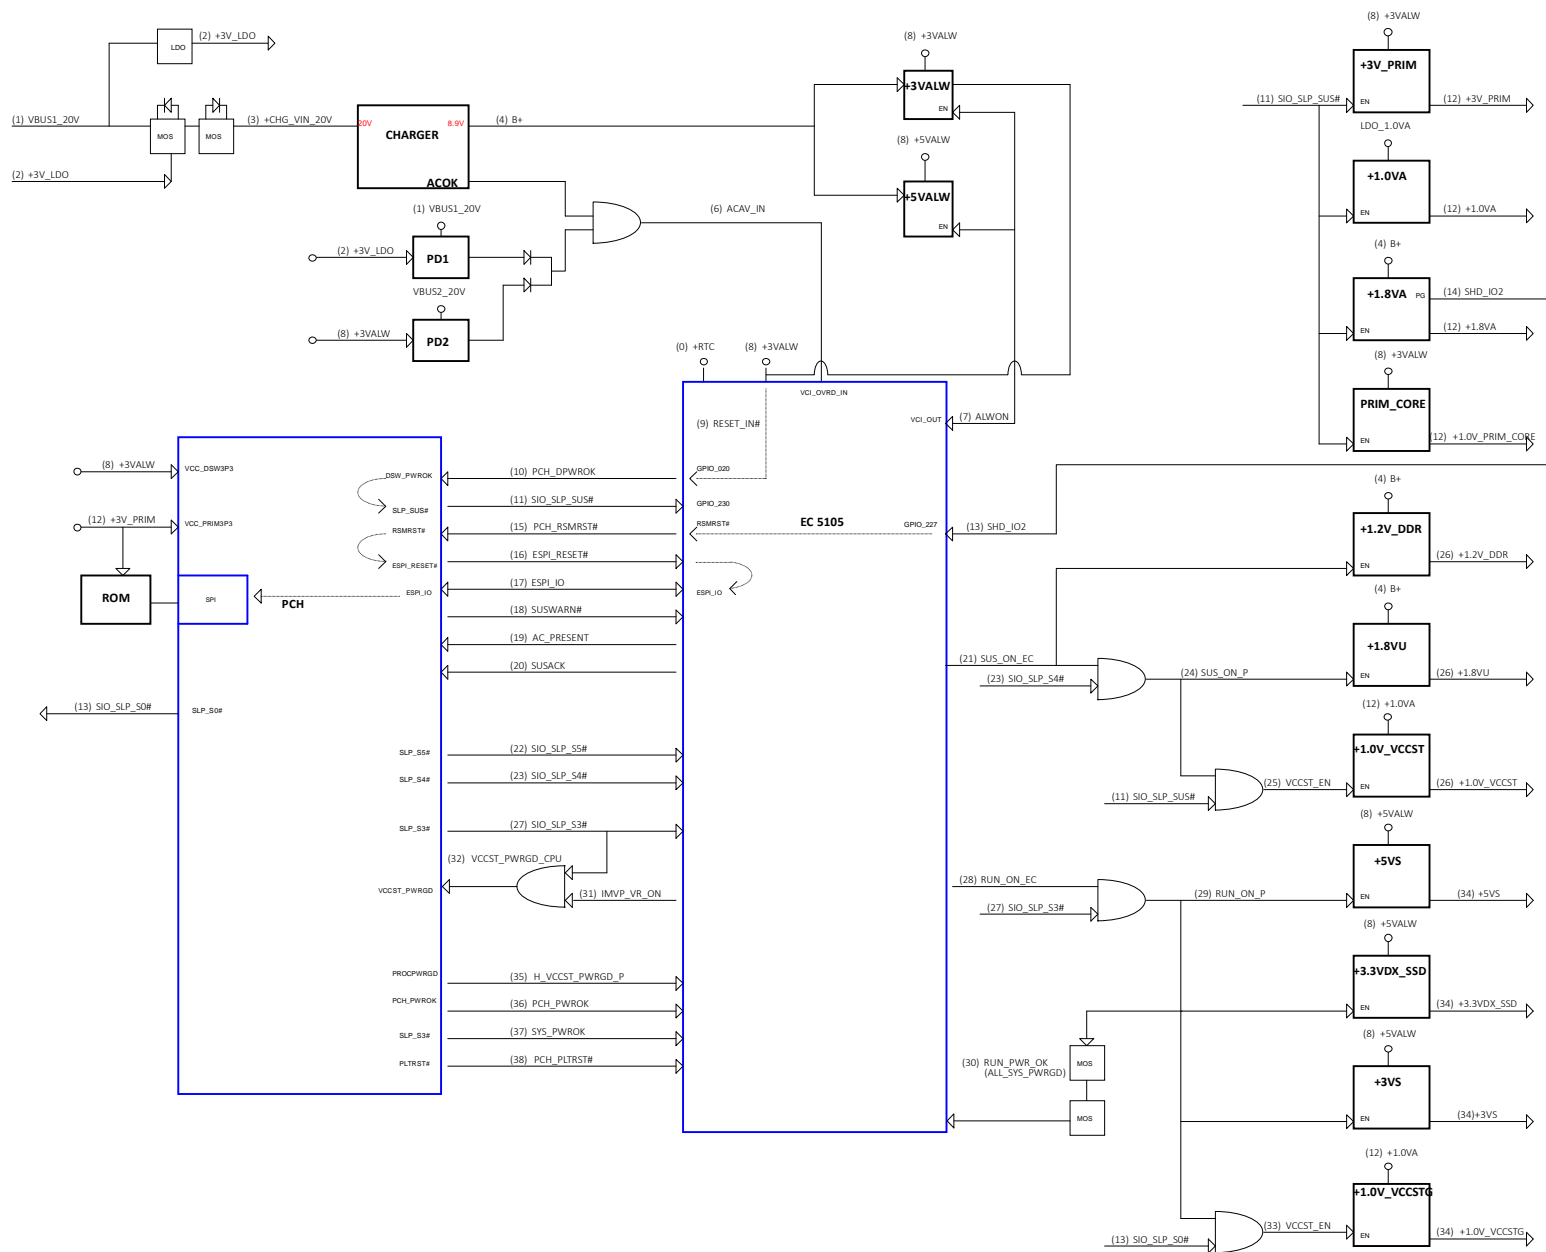 (8) +3VALW
(2) +3V_LDO
LDO
(8) +3VALW
+3V_PRIM
EN
(11) SIO_SLP_SUS#
(12) +3V_PRIM
+3VALW
EN
(1) VBUS1_20V
MOS
MOS
(3) +CHG_VIN_20V
20V
8.9V
CHARGER
ACOK
(4) B+
(2) +3V_LDO
(8) +5VALW
+5VALW
EN
LDO_1.0VA
+1.0VA
EN
(12) +1.0VA
(1) VBUS1_20V
(6) ACAV_IN
(2) +3V_LDO
PD1
VBUS2_20V
(8) +3VALW
PD2
(4) B+
+1.8VA
PG
EN
(14) SHD_IO2
(12) +1.8VA
(0) +RTC
(8) +3VALW
VCI_OVRD_IN
(8) +3VALW
PRIM_CORE
EN
(12) +1.0V_PRIM_CORE
(9) RESET_IN#
VCI_OUT
(7) ALWON
(8) +3VALW
VCC_DSW3P3
DSW_PWROK
(10) PCH_DPWROK
GPIO_020
SLP_SUS#
(11) SIO_SLP_SUS#
GPIO_230
(4) B+
(12) +3V_PRIM
VCC_PRIM3P3
RSMRST#
(15) PCH_RSMRST#
RSMRST#
EC 5105
GPIO_227
(13) SHD_IO2
+1.2V_DDR
EN
(26) +1.2V_DDR
ESPI_RESET#
(16) ESPI_RESET#
ROM
SPI
PCH
ESPI_IO
(17) ESPI_IO
ESPI_IO
(18) SUSWARN#
(19) AC_PRESENT
(20) SUSACK
(4) B+
+1.8VU
EN
(26) +1.8VU
(21) SUS_ON_EC
(23) SIO_SLP_S4#
(24) SUS_ON_P
(13) SIO_SLP_S0#
SLP_S0#
(12) +1.0VA
+1.0V_VCCST
EN
(26) +1.0V_VCCST
SLP_S5#
(22) SIO_SLP_S5#
SLP_S4#
(23) SIO_SLP_S4#
(25) VCCST_EN
(11) SIO_SLP_SUS#
SLP_S3#
(27) SIO_SLP_S3#
(8) +5VALW
+5VS
EN
(34) +5VS
(32) VCCST_PWRGD_CPU
VCCST_PWRGD
(31) IMVP_VR_ON
(28) RUN_ON_EC
(27) SIO_SLP_S3#
(29) RUN_ON_P
(8) +5VALW
+3.3VDX_SSD
EN
(34) +3.3VDX_SSD
PROCPWRGD
(35) H_VCCST_PWRGD_P
PCH_PWROK
(36) PCH_PWROK
SLP_S3#
(37) SYS_PWROK
PLTRST#
(38) PCH_PLTRST#
(30) RUN_PWR_OK
(ALL_SYS_PWRGD)
MOS
MOS
(8) +5VALW
+3VS
EN
(34)+3VS
(12) +1.0VA
+1.0V_VCCSTG
EN
(34) +1.0V_VCCSTG
(33) VCCST_EN
(13) SIO_SLP_S0#